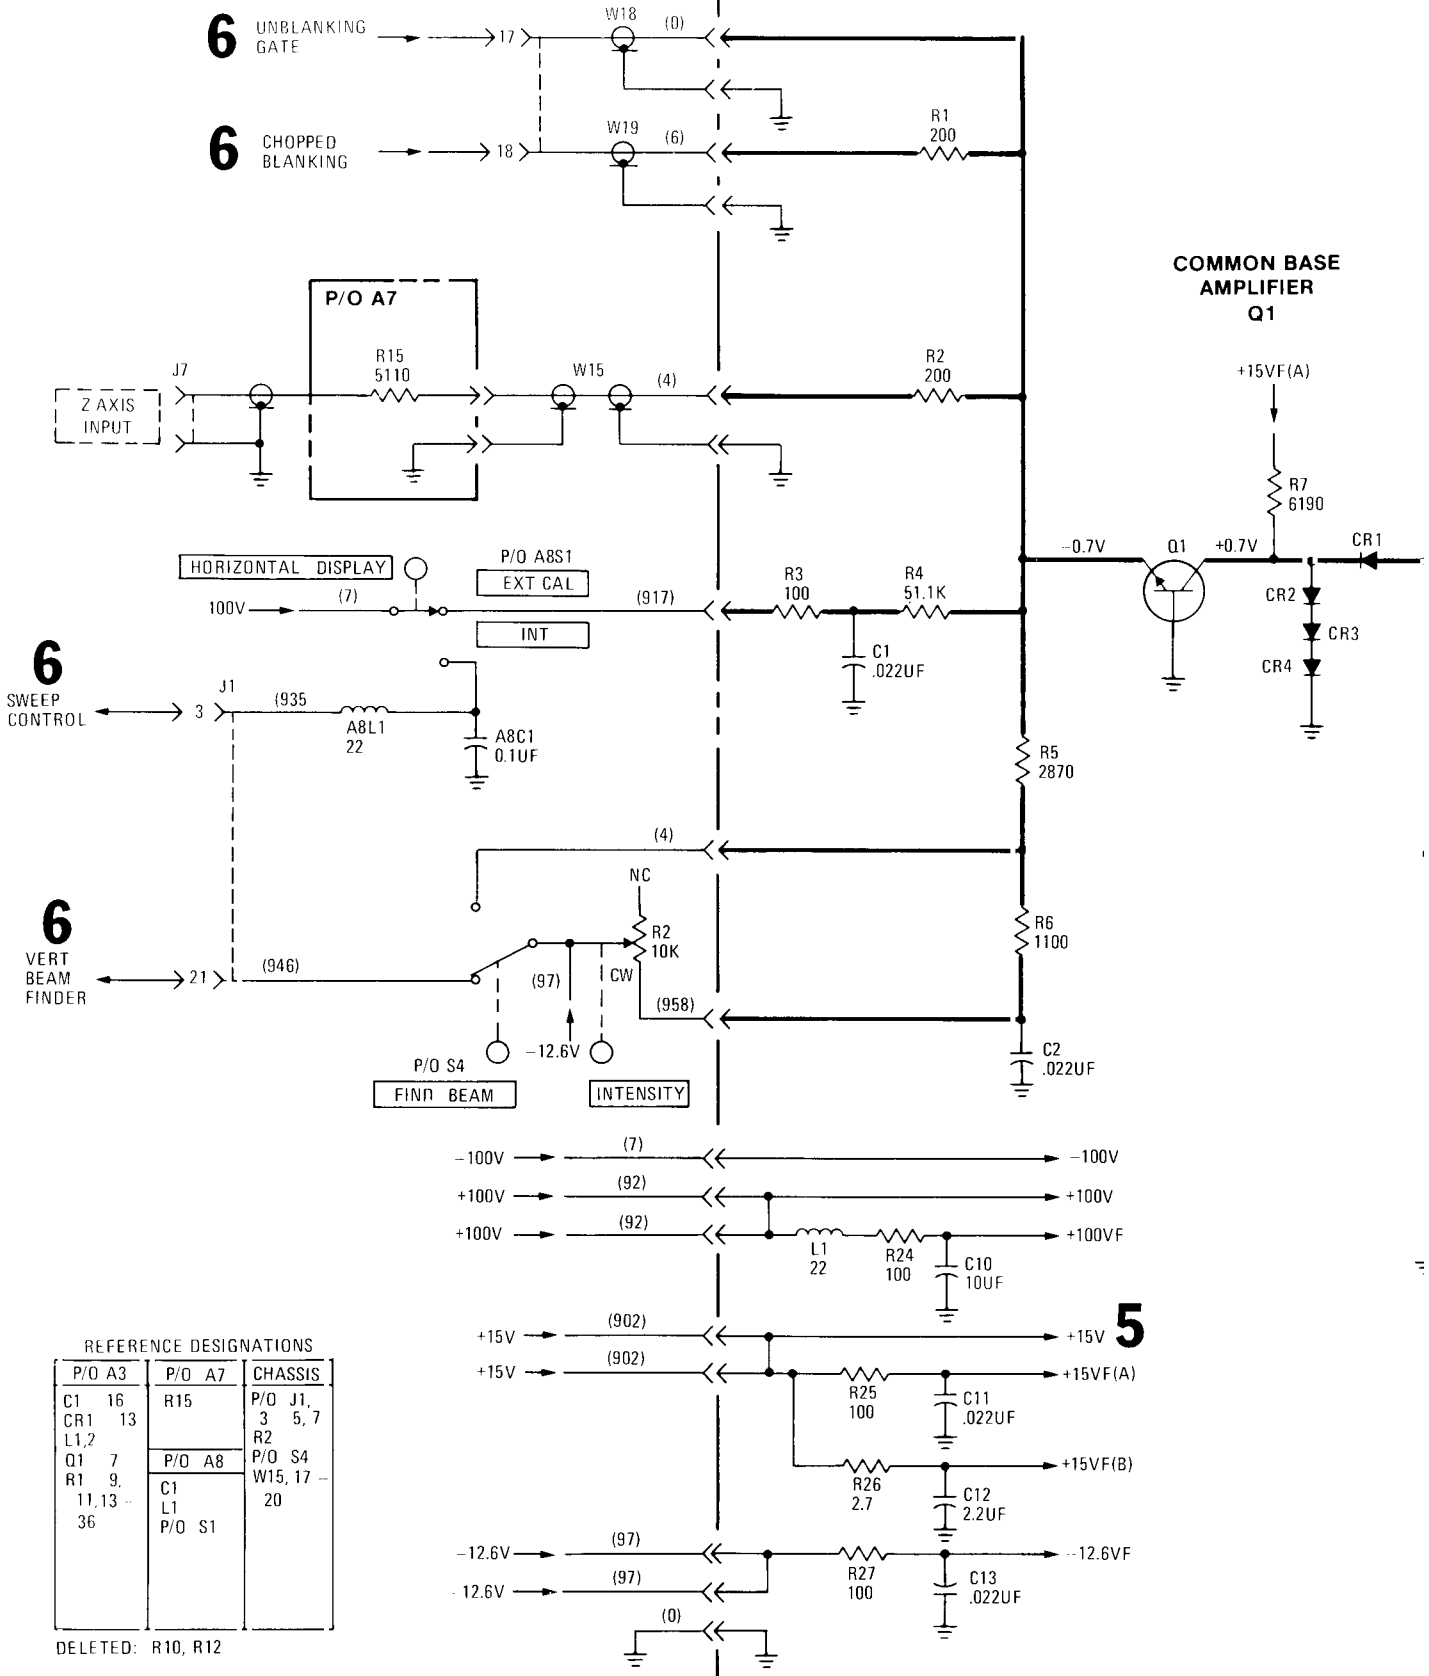 6 UNBLANKING GATE
17
W18
(0)
6 CHOPPED BLANKING
18
W19
(6)
R1
200
COMMON BASE
AMPLIFIER
Q1
P/O A7
J7
Z AXIS
INPUT
R15
5110
W15
(4)
R2
200
+15VF(A)
R7
6190
HORIZONTAL DISPLAY
P/O A8S1
EXT CAL
100V
(7)
(917)
INT
R3
100
R4
51.1K
C1
.022UF
-0.7V
Q1
+0.7V
CR1
CR2
CR3
CR4
6
SWEEP
CONTROL
3
J1
(935
A8L1
22
A8C1
0.1UF
R5
2870
(4)
NC
R2
10K
R6
1100
6
VERT
BEAM
FINDER
21
(946)
(97)
CW
(958)
-12.6V
C2
.022UF
P/O S4
FIND BEAM
INTENSITY
-100V
(7)
-100V
+100V
(92)
+100V
+100V
(92)
+100VF
L1
22
R24
100
C10
10UF
+15V
(902)
+15V 5
+15V
(902)
+15VF(A)
R25
100
C11
.022UF
+15VF(B)
R26
2.7
C12
2.2UF
-12.6V
(97)
-12.6VF
R27
100
C13
.022UF
-12.6V
(97)
(0)
REFERENCE DESIGNATIONS
P/O A3
C1 16
CR1 13
L1,2
Q1 7
R1 9,
11,13 -
36
P/O A7
R15
P/O A8
C1
L1
P/O S1
CHASSIS
P/O J1,
3 5, 7
R2
P/O S4
W15, 17 -
20
DELETED: R10, R12